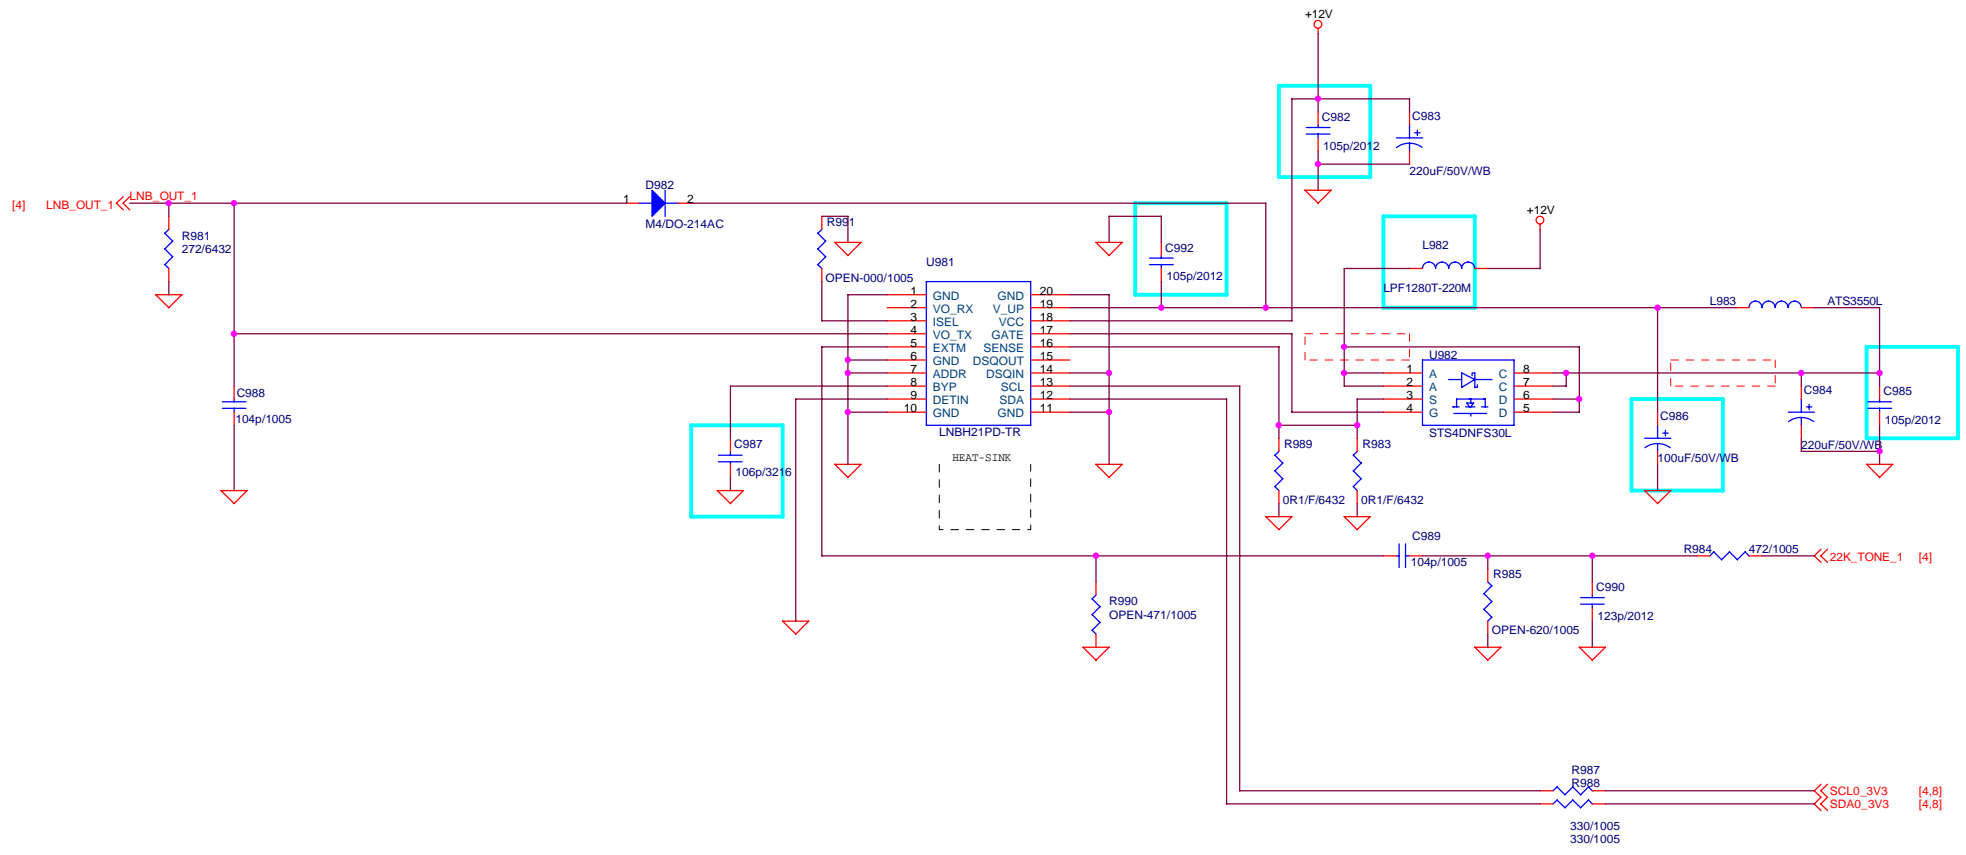 +12V
C982
105p/2012
C983
220uF/50V/WB
[4] LNB_OUT_1
LNB_OUT_1
R981
272/6432
1 D982 2
M4/DO-214AC
R991
OPEN-000/1005
C992
105p/2012
+12V
L982
LPF1280T-220M
L983 ATS3550L
U981
1 GND GND 20
2 VO_RX V_UP 19
3 ISEL VCC 18
4 VO_TX GATE 17
5 EXTM SENSE 16
6 GND DSQOUT 15
7 ADDR DSQIN 14
8 BYP SCL 13
9 DETIN SDA 12
10 GND GND 11
LNBH21PD-TR
HEAT-SINK
U982
1 A C 8
2 A C 7
3 S D 6
4 G D 5
STS4DNFS30L
C984
220uF/50V/WB
C985
105p/2012
C986
100uF/50V/WB
C988
104p/1005
C987
106p/3216
R989
0R1/F/6432
R983
0R1/F/6432
C989
104p/1005
R984 472/1005
22K_TONE_1 [4]
R985
OPEN-620/1005
C990
123p/2012
R990
OPEN-471/1005
R987
R988
SCL0_3V3 [4,8]
SDA0_3V3 [4,8]
330/1005
330/1005